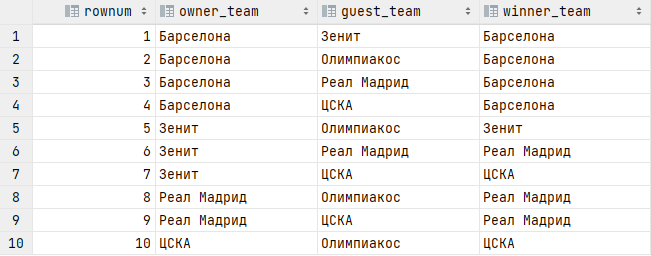 rownum owner_team guest_team winner_team
1 1 Барселона Зенит Барселона
2 2 Барселона Олимпиакос Барселона
3 3 Барселона Реал Мадрид Барселона
4 4 Барселона ЦСКА Барселона
5 5 Зенит Олимпиакос Зенит
6 6 Зенит Реал Мадрид Реал Мадрид
7 7 Зенит ЦСКА ЦСКА
8 8 Реал Мадрид Олимпиакос Реал Мадрид
9 9 Реал Мадрид ЦСКА Реал Мадрид
10 10 ЦСКА Олимпиакос ЦСКА